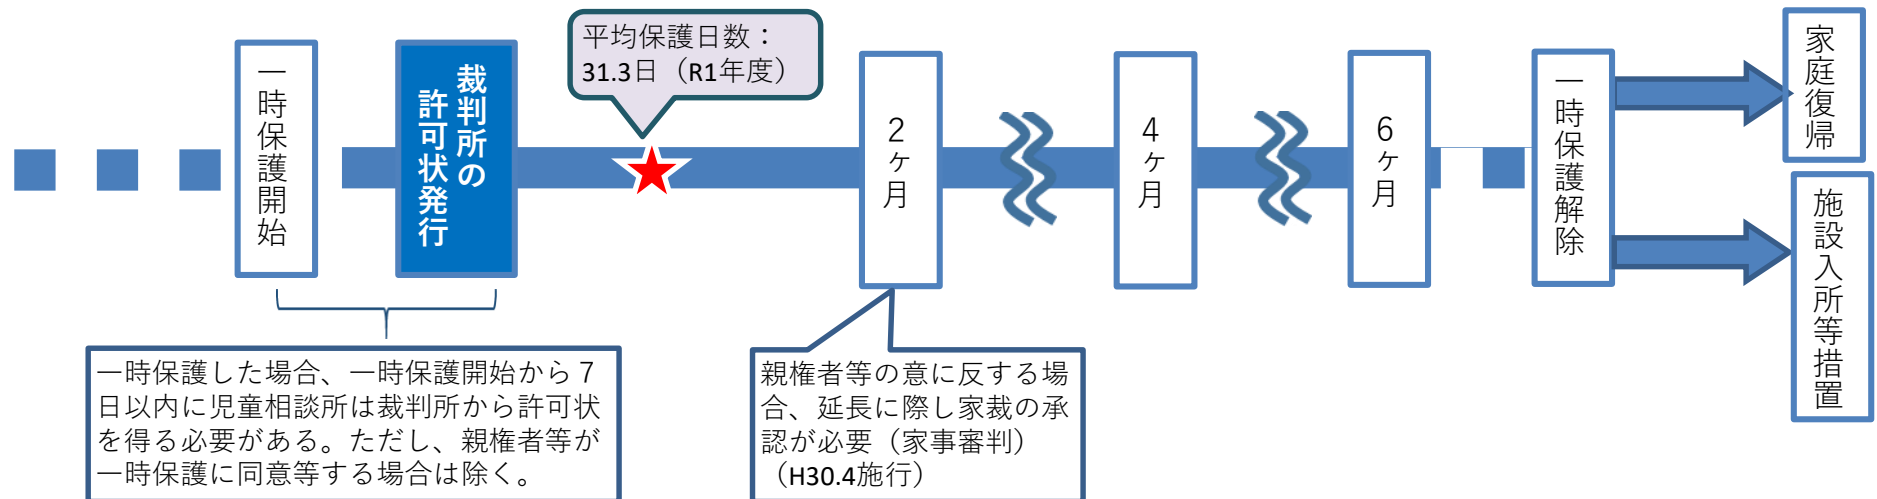 一時保護開始
裁判所の
許可状発行
平均保護日数：
31.3日（R1年度）
２ヶ月
４ヶ月
６ヶ月
一時保護解除
家庭復帰
施設入所等措置
一時保護した場合、一時保護開始から７
日以内に児童相談所は裁判所から許可状
を得る必要がある。ただし、親権者等が
一時保護に同意等する場合は除く。
親権者等の意に反する場
合、延長に際し家裁の承
認が必要（家事審判）
（H30.4施行）